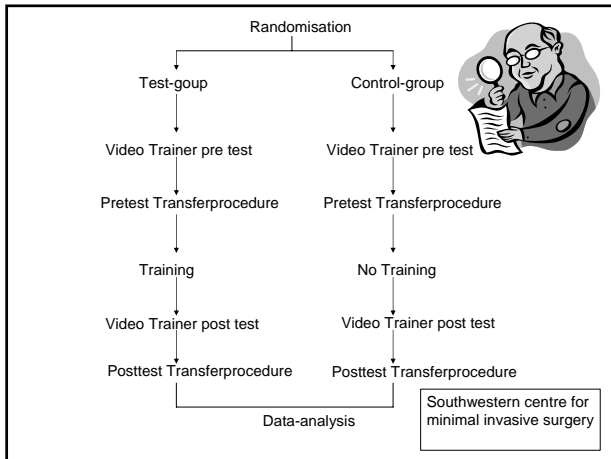 Randomisation
Test-goup
Control-group
Video Trainer pre test
Video Trainer pre test
Pretest Transferprocedure
Pretest Transferprocedure
Training
No Training
Video Trainer post test
Video Trainer post test
Posttest Transferprocedure
Posttest Transferprocedure
Data-analysis
Southwestern centre for
minimal invasive surgery